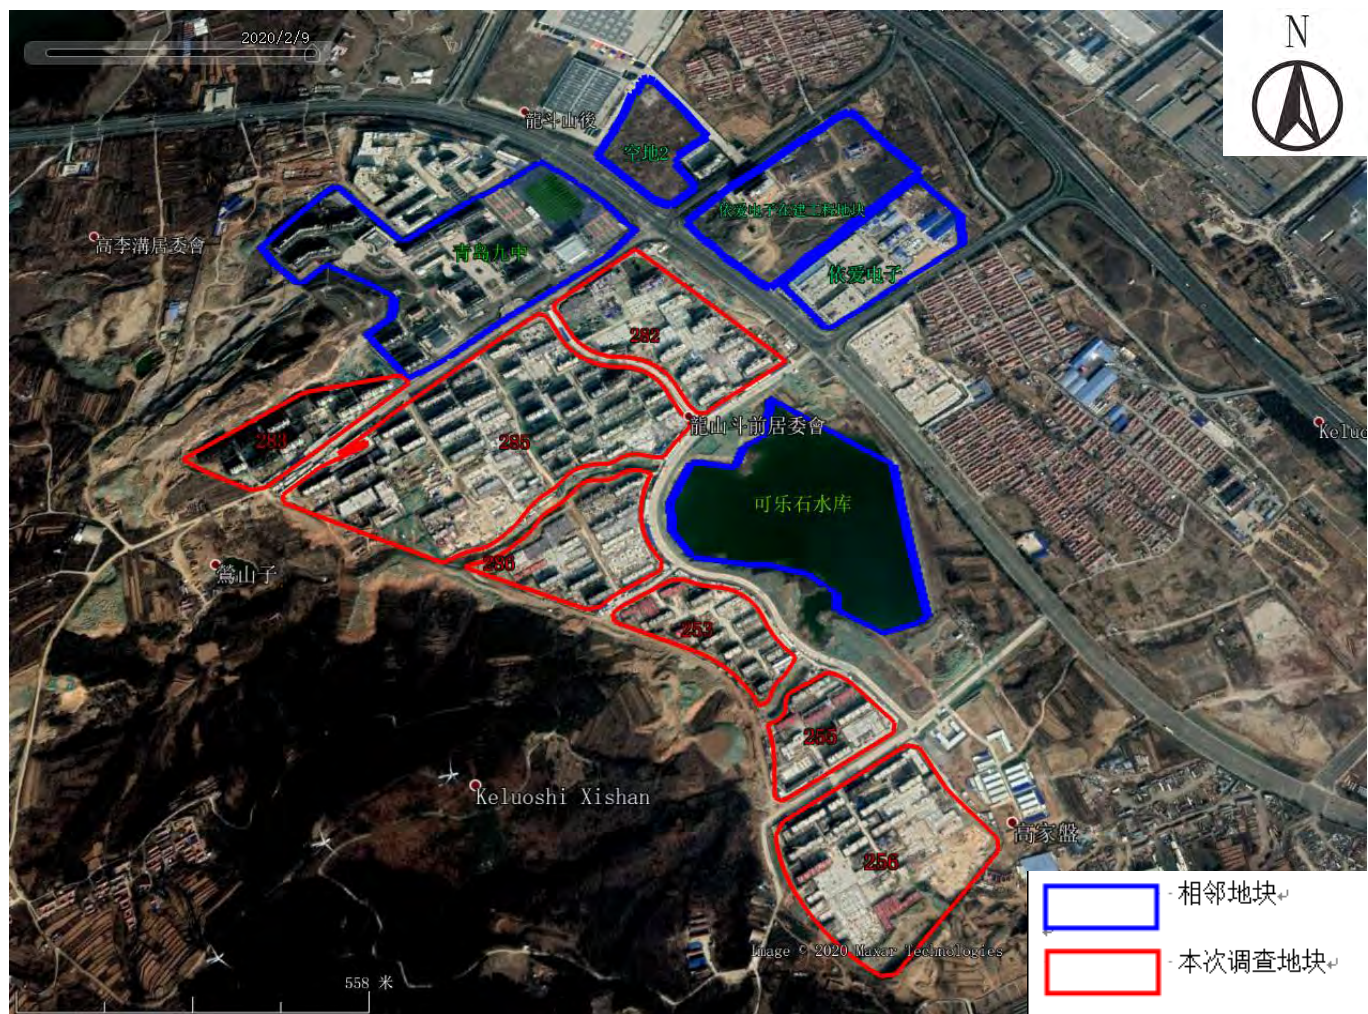 2020/2/9
N
龍斗山後
空地2
依爱电子在建工程地块
高李溝居委會
青岛九中
依爱电子
282
龍山斗前居委會
Keluo
283
285
可乐石水库
鶯山子
286
253
255
Keluoshi Xishan
高家盤
256
相邻地块
Image © 2020 Maxar Technologies
本次调查地块
558 米